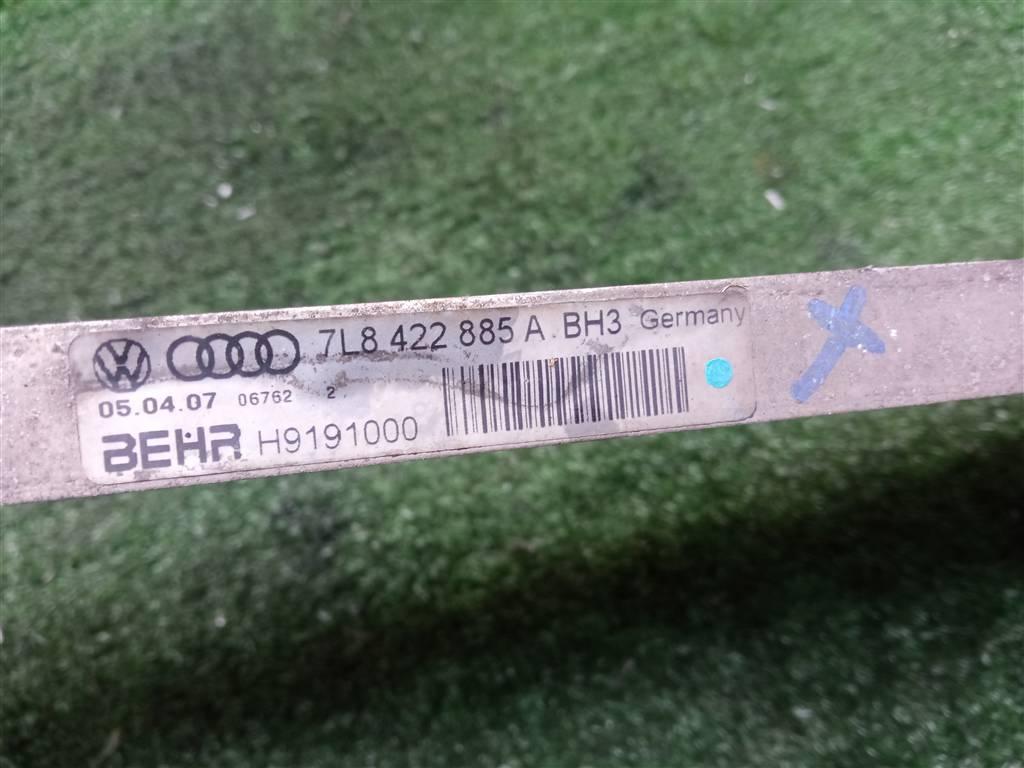 7L8 422 885 A BH3 Germany
05.04.07 06762 2
BEHR H9191000